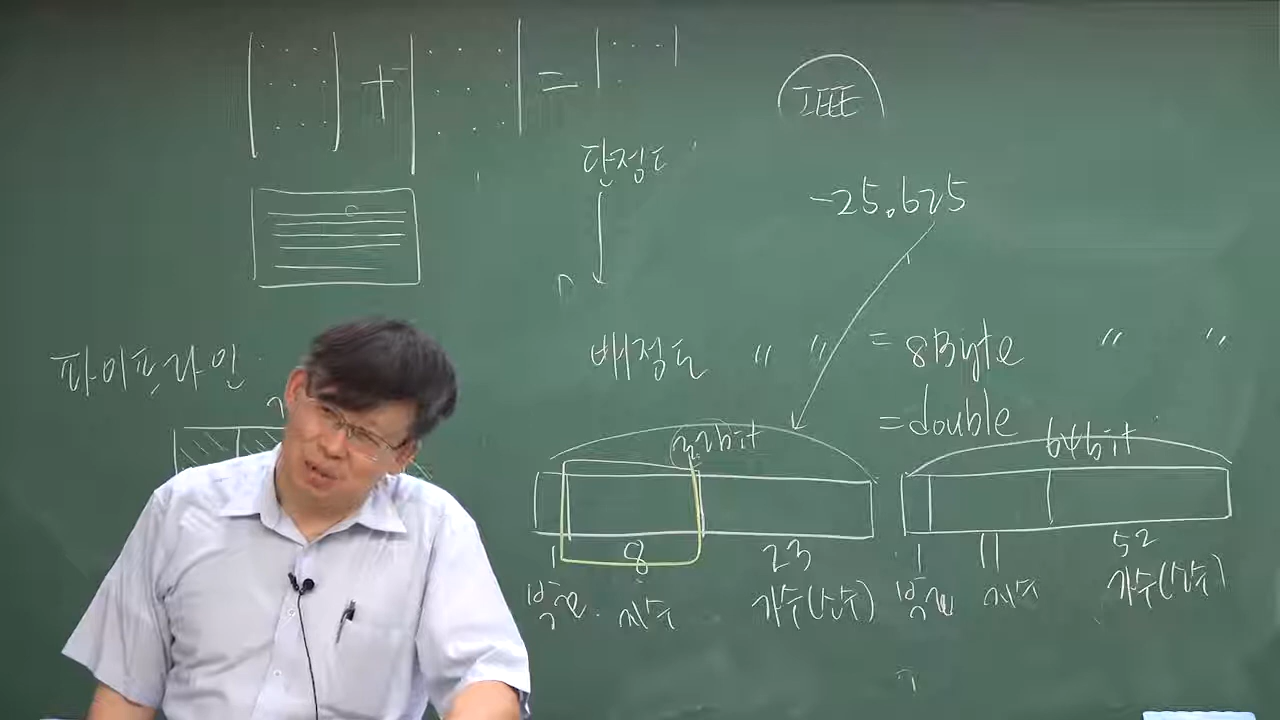 + =
IEEE
단정도
-25.625
배정도 〃 〃 = 8Byte 〃 〃
= double
파이프라인
32bit
64bit
1 8 23
부호 지수 가수(소수)
1 11 52
부호 지수 가수(소수)